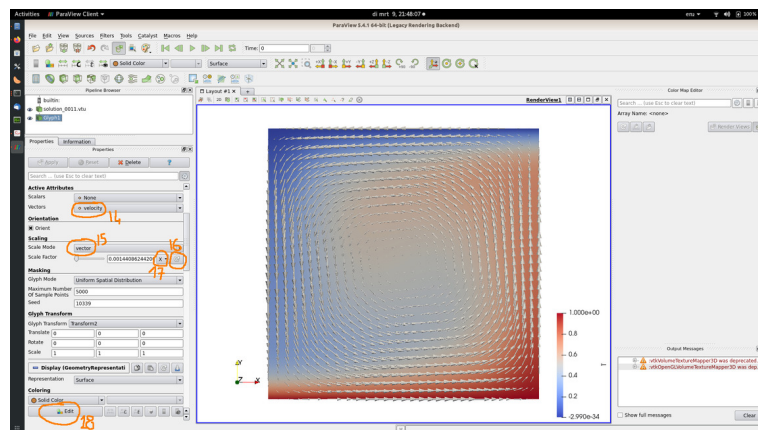 Activities ParaView Client di mrt 9, 21:48:07 en₁ 100%
ParaView 5.4.1 64-bit (Legacy Rendering Backend)
File Edit View Sources Filters Tools Catalyst Macros Help
Time: 0 0
Solid Color Surface
Pipeline Browser
builtin:
solution_0011.vtu
Glyph1
Properties Information
Properties
Apply Reset Delete ?
Search ... (use Esc to clear text)
Active Attributes
Scalars None
Vectors velocity
14
Orientation
Orient
Scaling
15
16
Scale Mode vector
Scale Factor 0.00144086244209 X
17
Masking
Glyph Mode Uniform Spatial Distribution
Maximum Number Of Sample Points 5000
Seed 10339
Glyph Transform
Glyph Transform Transform2
Translate 0 0 0
Rotate 0 0 0
Scale 1 1 1
Display (GeometryRepresentati
Representation Surface
Coloring
Solid Color
Edit
18
Layout #1
3D
RenderView1
Y
Z X
1.000e+00
0.8
0.6
0.4
0.2
-2.990e-34
T
Color Map Editor
Search ... (use Esc to clear text)
Array Name: <none>
Render Views
Output Messages
:vtkVolumeTextureMapper3D was deprecated
:vtkOpenGLVolumeTextureMapper3D was dep
Show full messages Clear